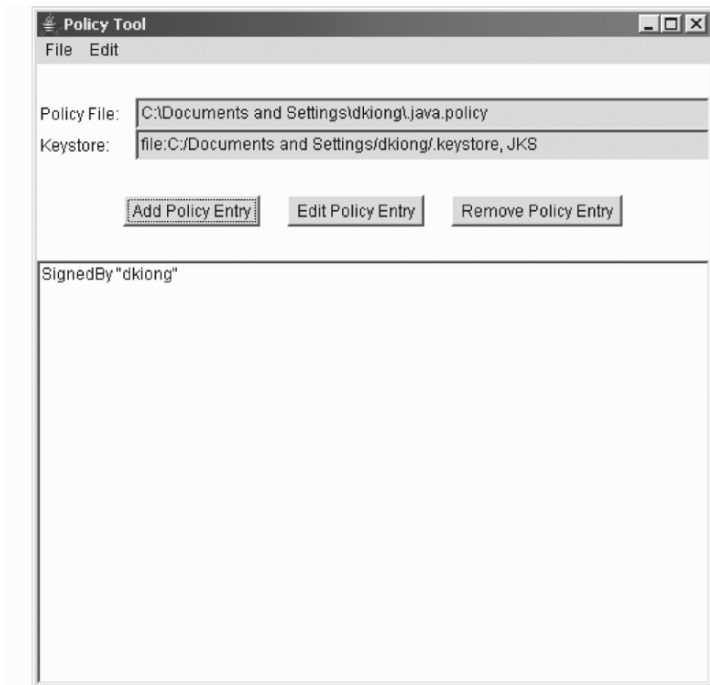 Policy Tool
File Edit
Policy File: C:\Documents and Settings\dkiong\.java.policy
Keystore: file:C:/Documents and Settings/dkiong/.keystore, JKS
Add Policy Entry Edit Policy Entry Remove Policy Entry
SignedBy "dkiong"